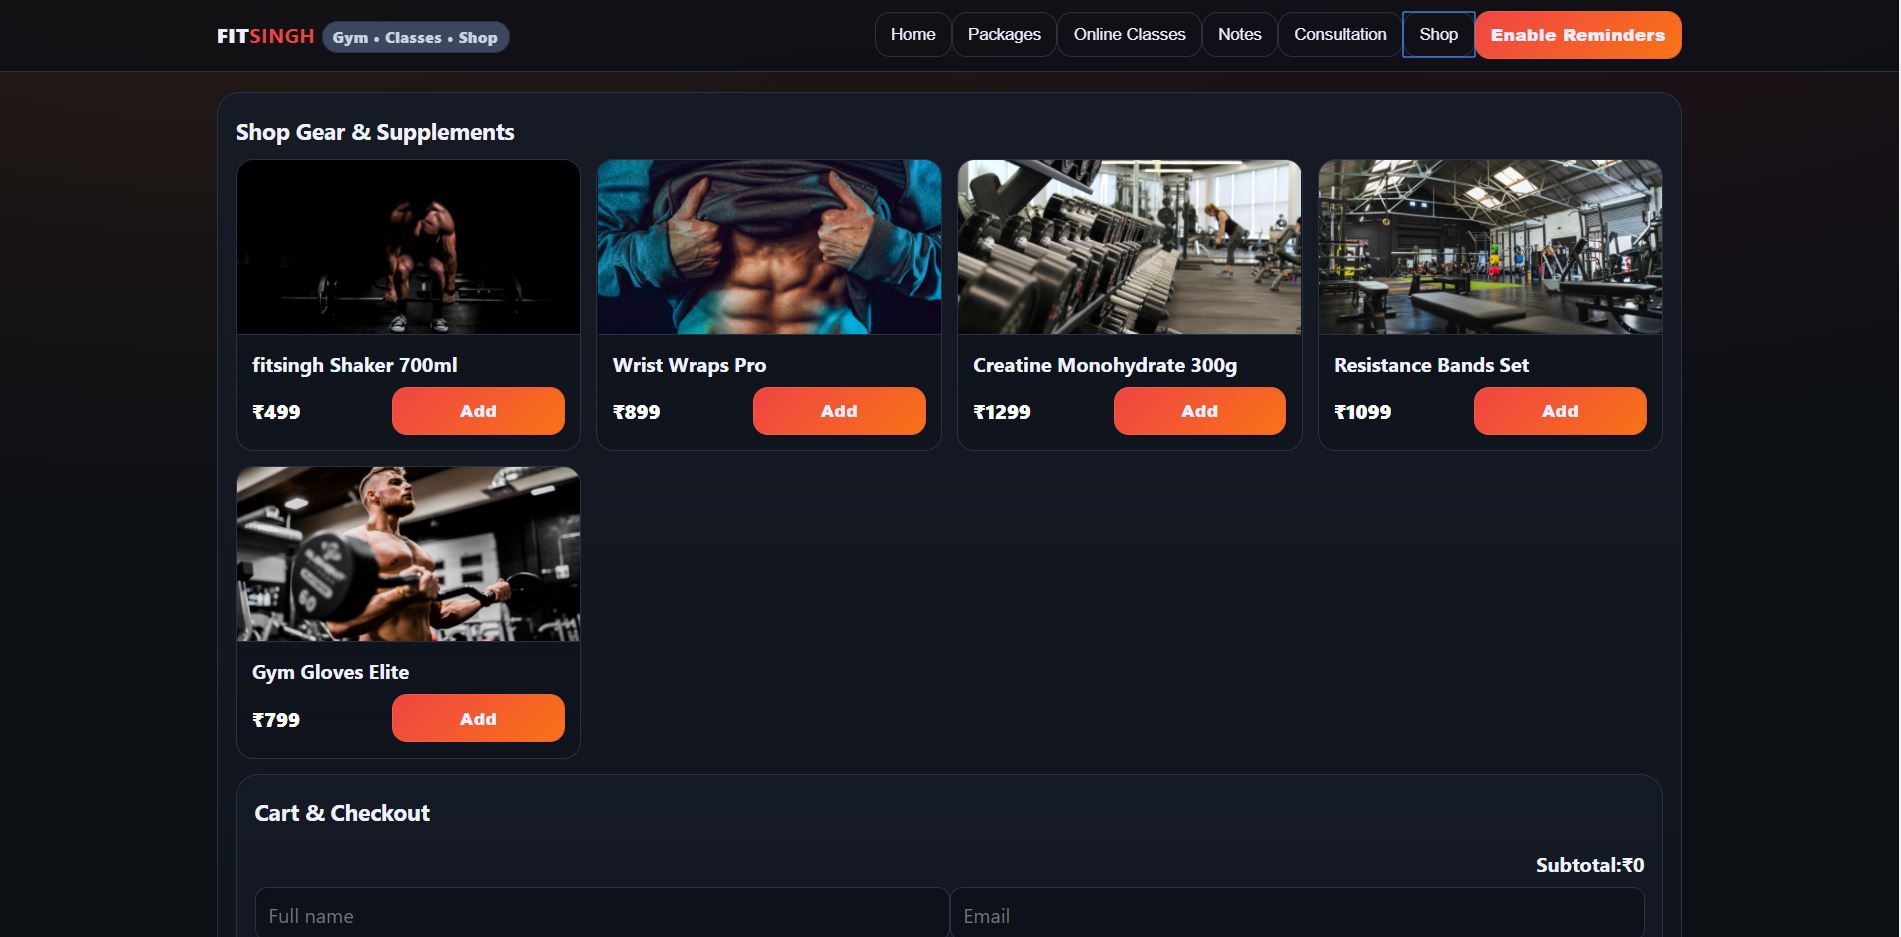 FITSINGH Gym • Classes • Shop
Home Packages Online Classes Notes Consultation Shop Enable Reminders
Shop Gear & Supplements
fitsingh Shaker 700ml
₹499 Add
Wrist Wraps Pro
₹899 Add
Creatine Monohydrate 300g
₹1299 Add
Resistance Bands Set
₹1099 Add
Gym Gloves Elite
₹799 Add
Cart & Checkout
Subtotal:₹0
Full name Email